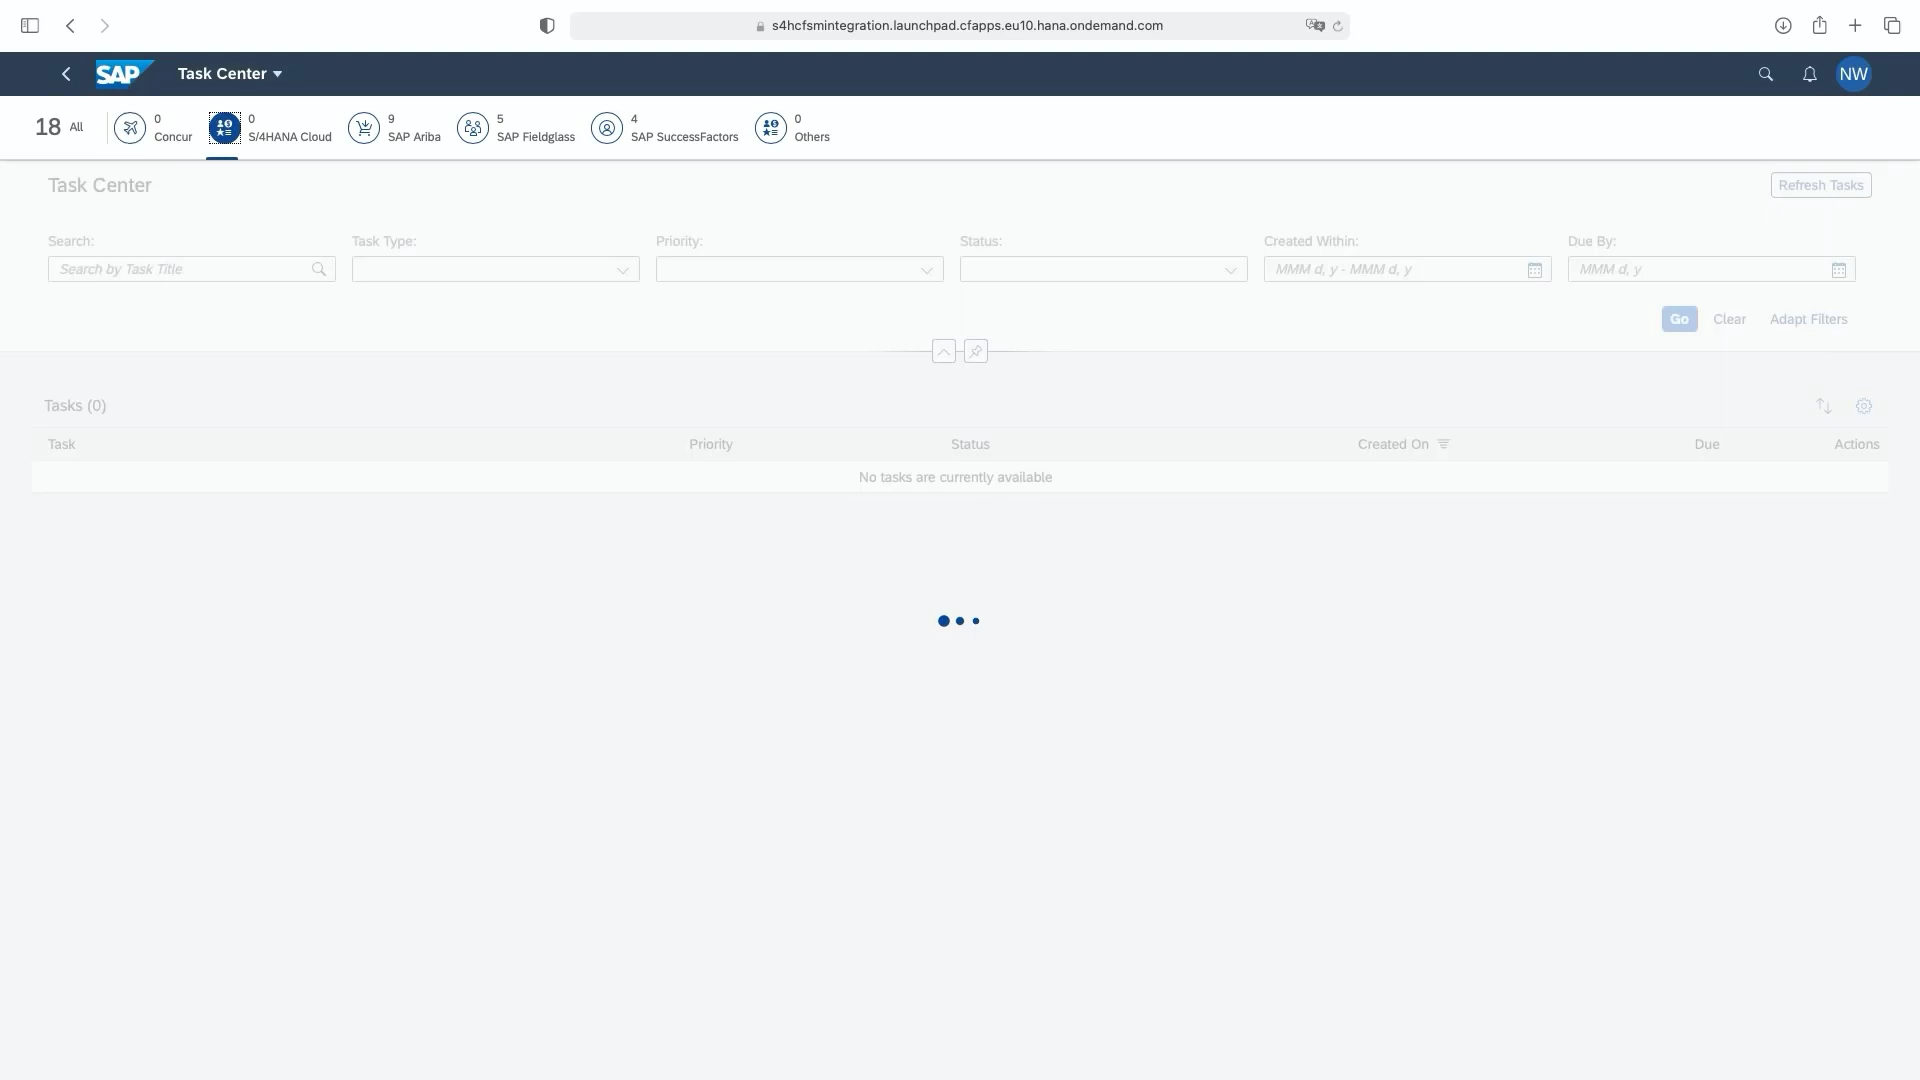 s4hcfsmintegration.launchpad.cfapps.eu10.hana.ondemand.com
SAP Task Center NW
18 All
0 Concur
0 S/4HANA Cloud
9 SAP Ariba
5 SAP Fieldglass
4 SAP SuccessFactors
0 Others
Task Center Refresh Tasks
Search: Task Type: Priority: Status: Created Within: Due By:
Search by Task Title MMM d, y - MMM d, y MMM d, y
Go Clear Adapt Filters
Tasks (0)
Task Priority Status Created On Due Actions
No tasks are currently available